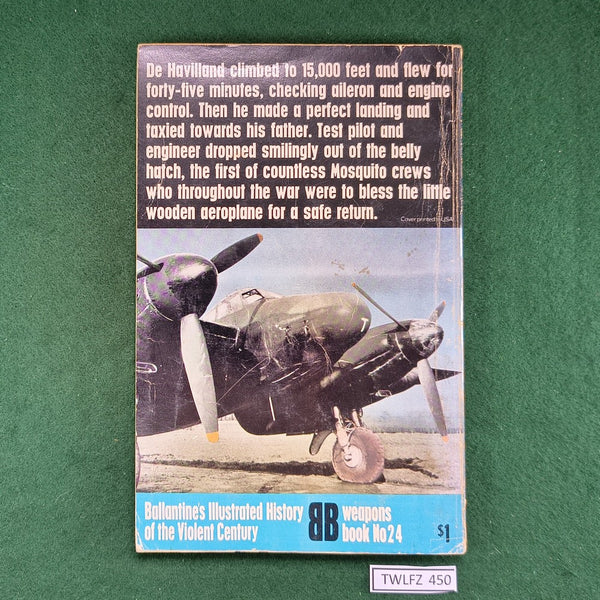 De Havilland climbed to 15,000 feet and flew for
forty-five minutes, checking aileron and engine
control. Then he made a perfect landing and
taxied towards his father. Test pilot and
engineer dropped smilingly out of the belly
hatch, the first of countless Mosquito crews
who throughout the war were to bless the little
wooden aeroplane for a safe return.
Cover printed in USA
T
Ballantine's Illustrated History
of the Violent Century
BB
weapons
book No24
$1
TWLFZ 450